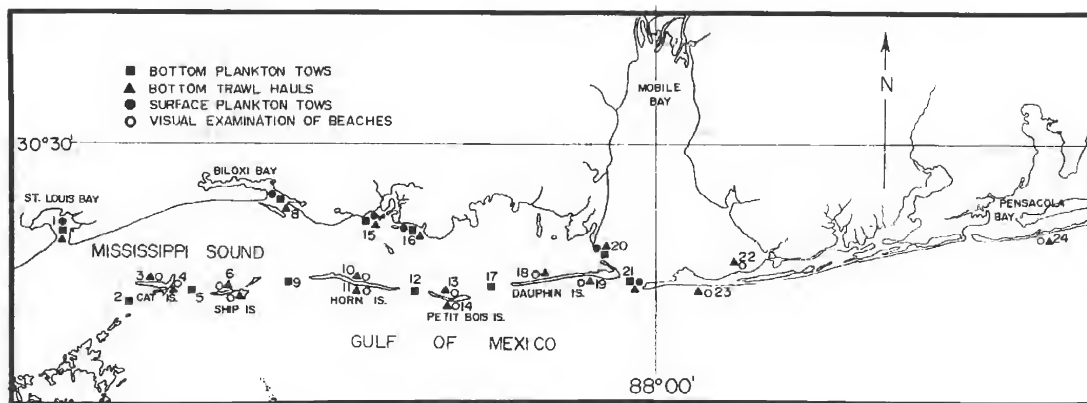 BOTTOM PLANKTON TOWS
BOTTOM TRAWL HAULS
SURFACE PLANKTON TOWS
VISUAL EXAMINATION OF BEACHES
MOBILE
BAY
N
30°30'
BILOXI BAY
ST. LOUIS BAY
PENSACOLA
BAY
1
8
15
16
20
22
24
MISSISSIPPI SOUND
3
4
6
10
13
18
2
5
9
12
17
21
CAT IS.
SHIP IS
11
HORN IS.
14
PETIT BOIS IS.
DAUPHIN IS.
19
23
GULF OF MEXICO
88°00'